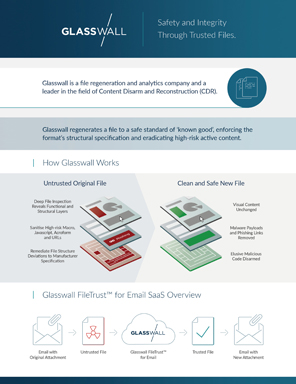 GLASSWALL
Safety and Integrity
Through Trusted Files.
Glasswall is a file regeneration and analytics company and a
leader in the field of Content Disarm and Reconstruction (CDR).
Glasswall regenerates a file to a safe standard of 'known good', enforcing the
format's structural specification and eradicating high-risk active content.
How Glasswall Works
Untrusted Original File
Clean and Safe New File
Deep File Inspection
Reveals Functional and
Structural Layers
Visual Content
Unchanged
Sanitise High-risk Macro,
Javascript, Acroform
and URLs
Malware Payloads
and Phishing Links
Removed
Remediate File Structure
Deviations to Manufacturer
Specification
Elusive Malicious
Code Disarmed
Glasswall FileTrust™ for Email SaaS Overview
GLASSWALL
Email with
Original Attachment
Untrusted File
Glasswall FileTrust™
for Email
Trusted File
Email with
New Attachment